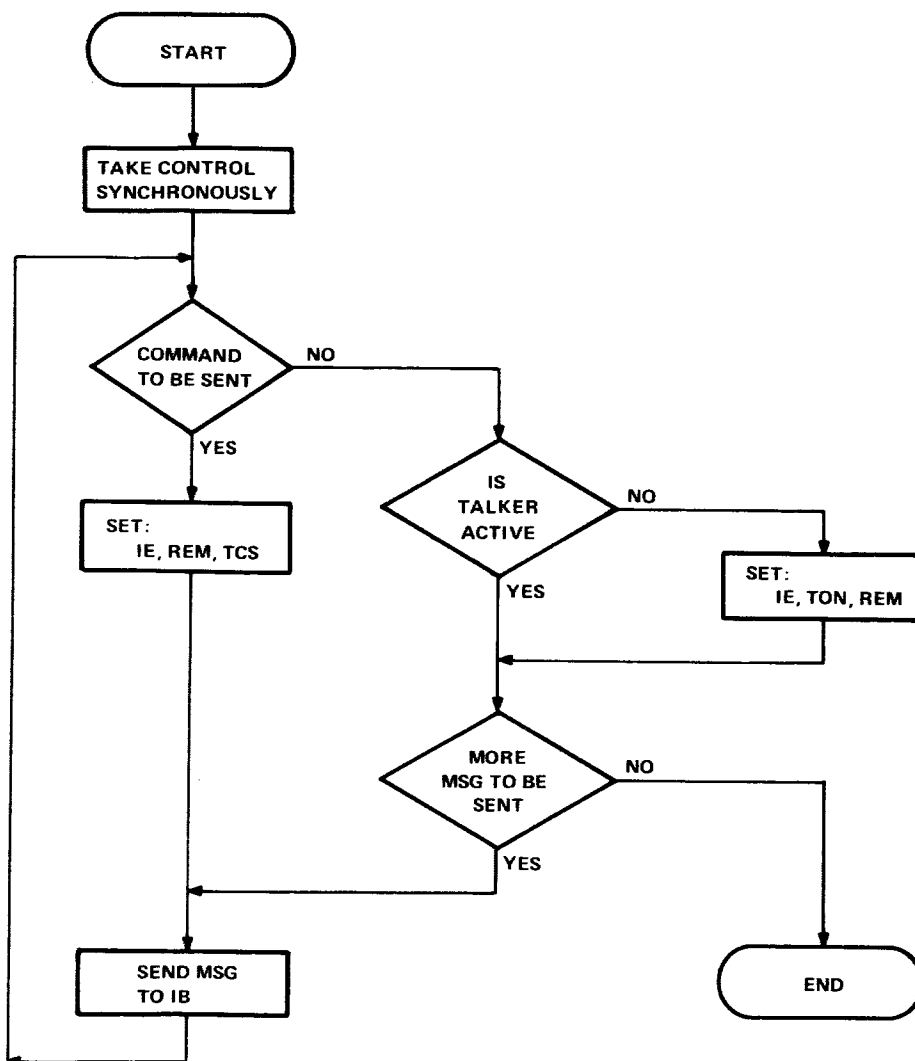 START
TAKE CONTROL
SYNCHRONOUSLY
COMMAND
TO BE SENT
NO
YES
SET:
IE, REM, TCS
IS
TALKER
ACTIVE
NO
YES
SET:
IE, TON, REM
MORE
MSG TO BE
SENT
NO
YES
SEND MSG
TO IB
END